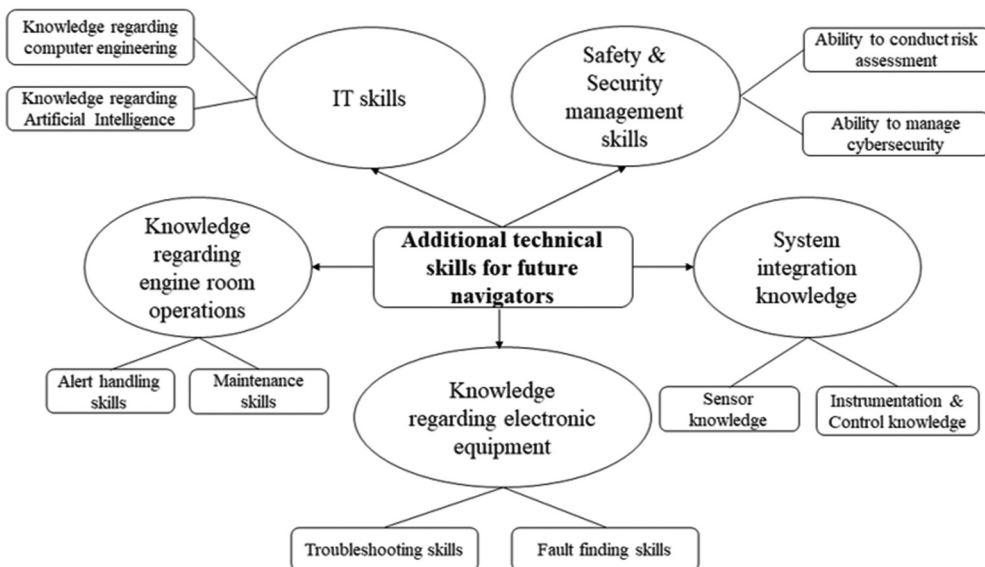 Knowledge regarding
computer engineering
Knowledge regarding
Artificial Intelligence
IT skills
Safety &
Security
management
skills
Ability to conduct risk
assessment
Ability to manage
cybersecurity
Knowledge
regarding
engine room
operations
Additional technical
skills for future
navigators
System
integration
knowledge
Alert handling
skills
Maintenance
skills
Knowledge
regarding electronic
equipment
Sensor
knowledge
Instrumentation &
Control knowledge
Troubleshooting skills
Fault finding skills